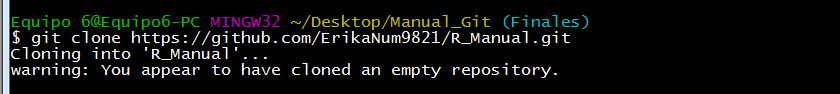 Equipo 6@Equipo6-PC MINGW32 ~/Desktop/Manual_Git (Finales)
$ git clone https://github.com/ErikaNum9821/R_Manual.git
Cloning into 'R_Manual'...
warning: You appear to have cloned an empty repository.